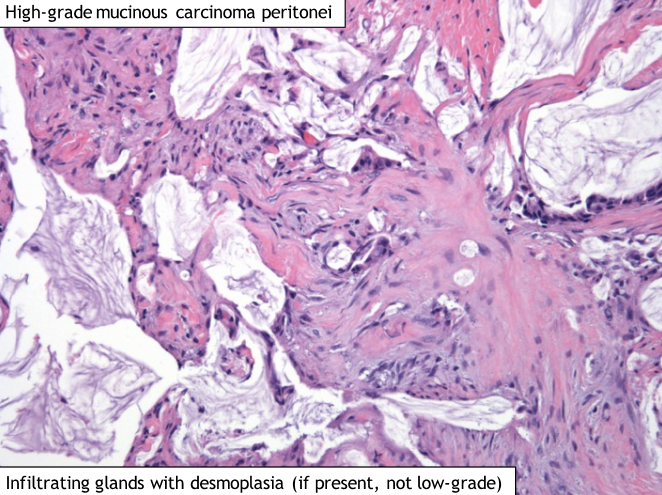 High-grade mucinous carcinoma peritonei
Infiltrating glands with desmoplasia (if present, not low-grade)